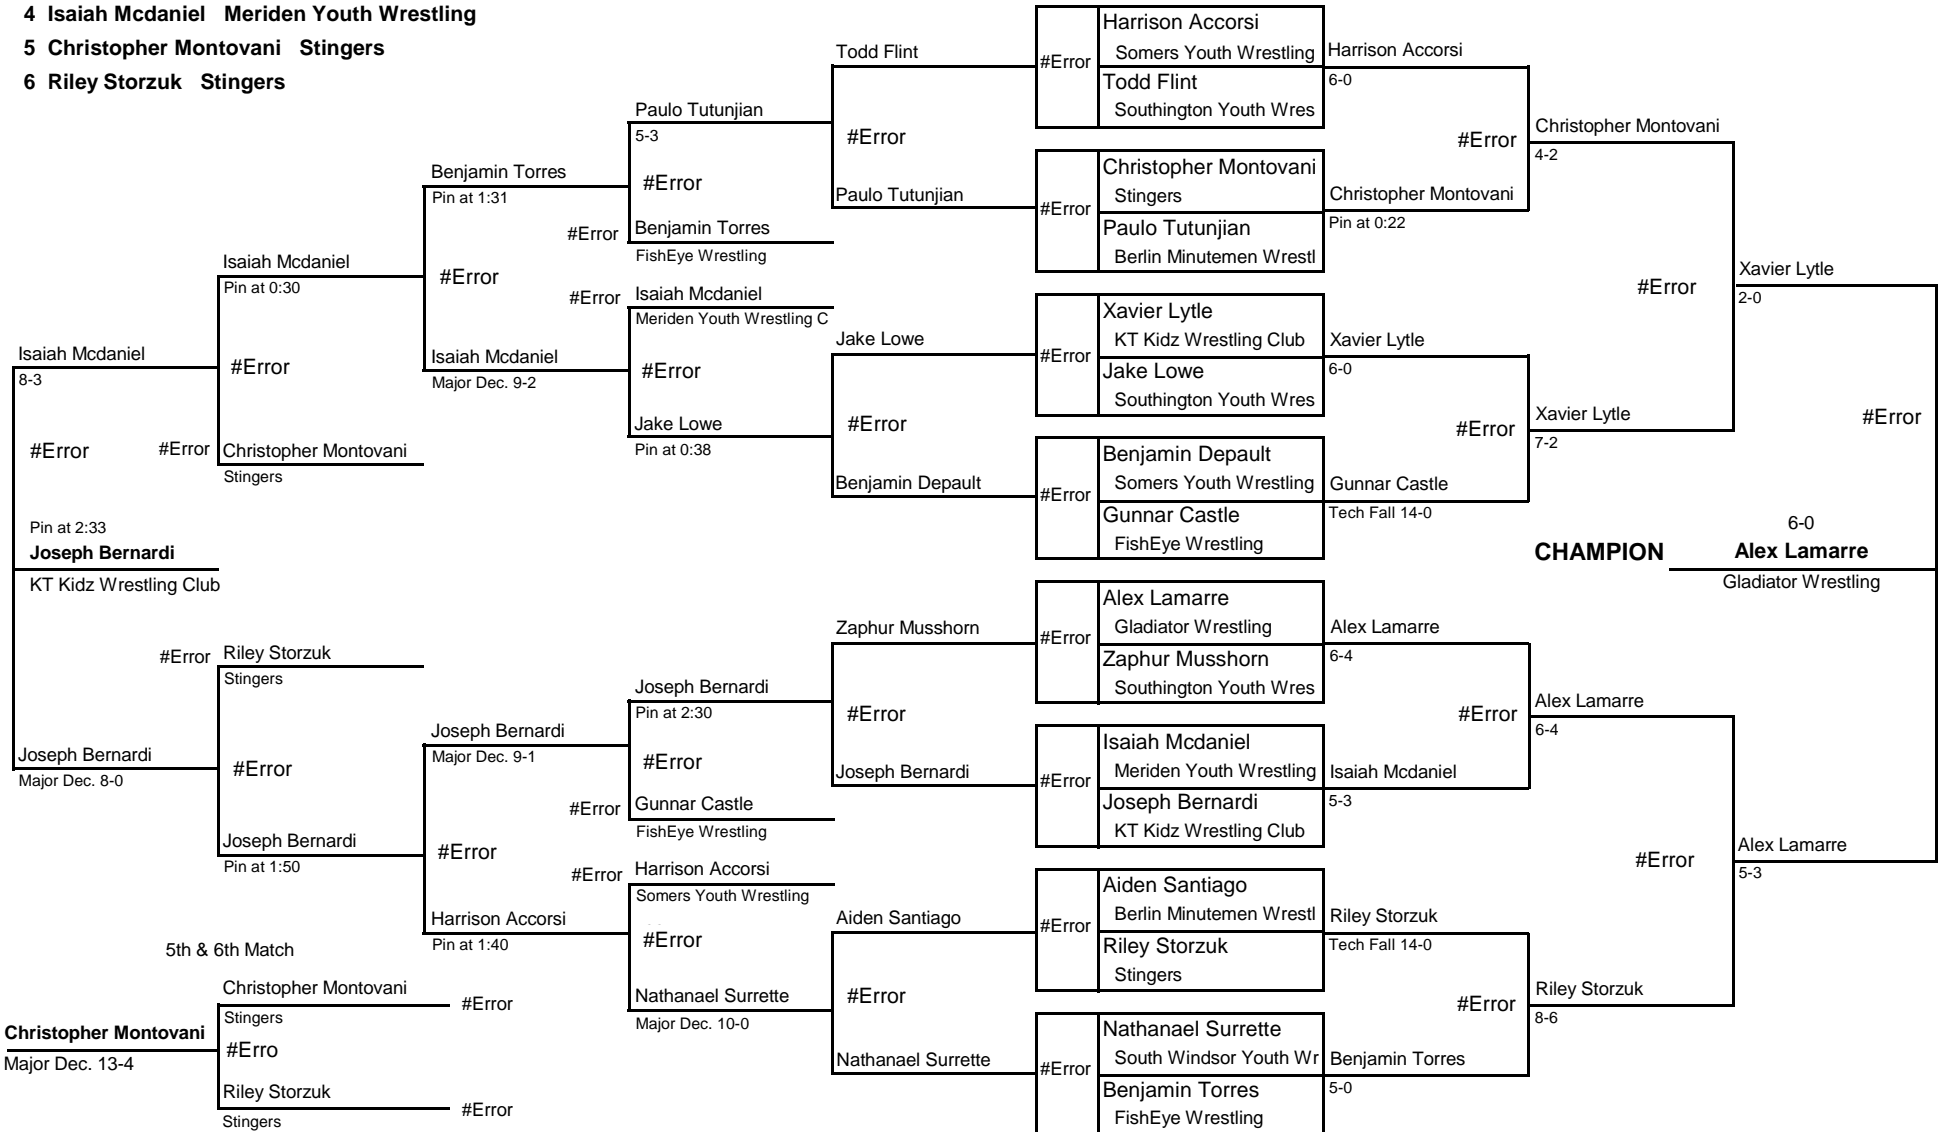 4 Isaiah Mcdaniel Meriden Youth Wrestling
5 Christopher Montovani Stingers
6 Riley Storzuk Stingers
Isaiah Mcdaniel
8-3
#Error
Pin at 2:33
Joseph Bernardi
KT Kidz Wrestling Club
Joseph Bernardi
Major Dec. 8-0
5th & 6th Match
Christopher Montovani
Major Dec. 13-4
Christopher Montovani
#Error
Stingers
#Erro
Riley Storzuk
#Error
Stingers
Isaiah Mcdaniel
Pin at 0:30
#Error
#Error
Christopher Montovani
Stingers
#Error
Riley Storzuk
Stingers
#Error
Joseph Bernardi
Pin at 1:50
Benjamin Torres
Pin at 1:31
#Error
Isaiah Mcdaniel
Major Dec. 9-2
Joseph Bernardi
Major Dec. 9-1
#Error
Harrison Accorsi
Pin at 1:40
Paulo Tutunjian
5-3
#Error
#Error
Benjamin Torres
FishEye Wrestling
#Error
Isaiah Mcdaniel
Meriden Youth Wrestling C
#Error
Jake Lowe
Pin at 0:38
Joseph Bernardi
Pin at 2:30
#Error
#Error
Gunnar Castle
FishEye Wrestling
#Error
Harrison Accorsi
Somers Youth Wrestling
#Error
Nathanael Surrette
Major Dec. 10-0
Todd Flint
#Error
Paulo Tutunjian
Jake Lowe
#Error
Benjamin Depault
Zaphur Musshorn
#Error
Joseph Bernardi
Aiden Santiago
#Error
Nathanael Surrette
#Error
Harrison Accorsi
Somers Youth Wrestling
Todd Flint
Southington Youth Wres
#Error
Christopher Montovani
Stingers
Paulo Tutunjian
Berlin Minutemen Wrestl
#Error
Xavier Lytle
KT Kidz Wrestling Club
Jake Lowe
Southington Youth Wres
#Error
Benjamin Depault
Somers Youth Wrestling
Gunnar Castle
FishEye Wrestling
#Error
Alex Lamarre
Gladiator Wrestling
Zaphur Musshorn
Southington Youth Wres
#Error
Isaiah Mcdaniel
Meriden Youth Wrestling
Joseph Bernardi
KT Kidz Wrestling Club
#Error
Aiden Santiago
Berlin Minutemen Wrestl
Riley Storzuk
Stingers
#Error
Nathanael Surrette
South Windsor Youth Wr
Benjamin Torres
FishEye Wrestling
Harrison Accorsi
6-0
#Error
Christopher Montovani
Pin at 0:22
Xavier Lytle
6-0
#Error
Gunnar Castle
Tech Fall 14-0
Alex Lamarre
6-4
#Error
Isaiah Mcdaniel
5-3
Riley Storzuk
Tech Fall 14-0
#Error
Benjamin Torres
5-0
Christopher Montovani
4-2
#Error
Xavier Lytle
7-2
Alex Lamarre
6-4
#Error
Riley Storzuk
8-6
Xavier Lytle
2-0
#Error
6-0
CHAMPION Alex Lamarre
Gladiator Wrestling
Alex Lamarre
5-3